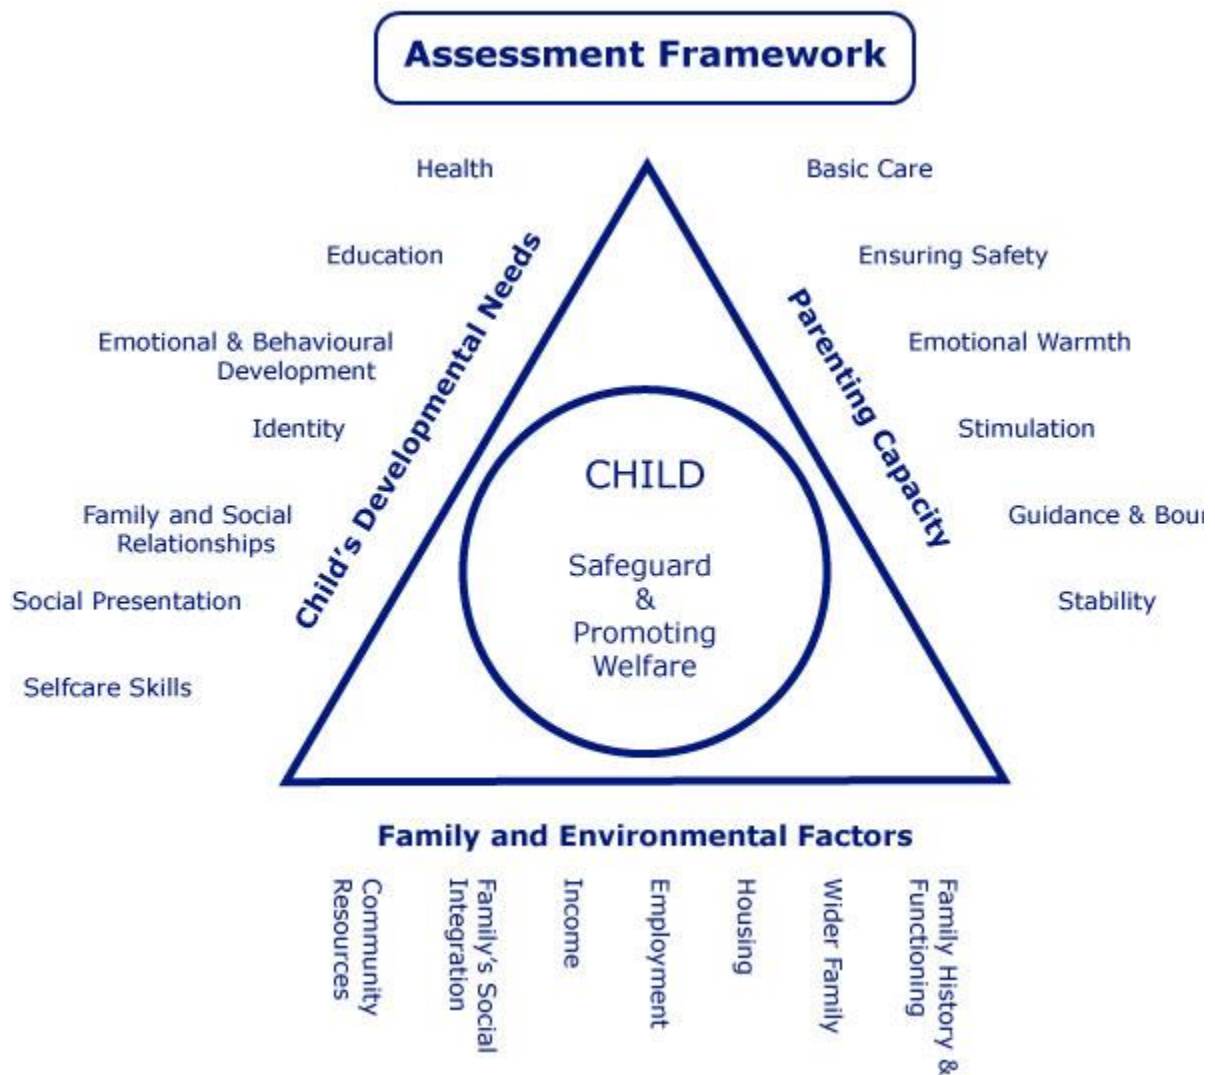 Assessment Framework
Health
Education
Emotional & Behavioural
Development
Identity
Family and Social
Relationships
Social Presentation
Selfcare Skills
Child's Developmental Needs
CHILD
Safeguard
&
Promoting
Welfare
Parenting Capacity
Basic Care
Ensuring Safety
Emotional Warmth
Stimulation
Guidance &
Stability
Family and Environmental Factors
Community
Resources
Family's Social
Integration
Income
Employment
Housing
Wider Family
Family History &
Functioning